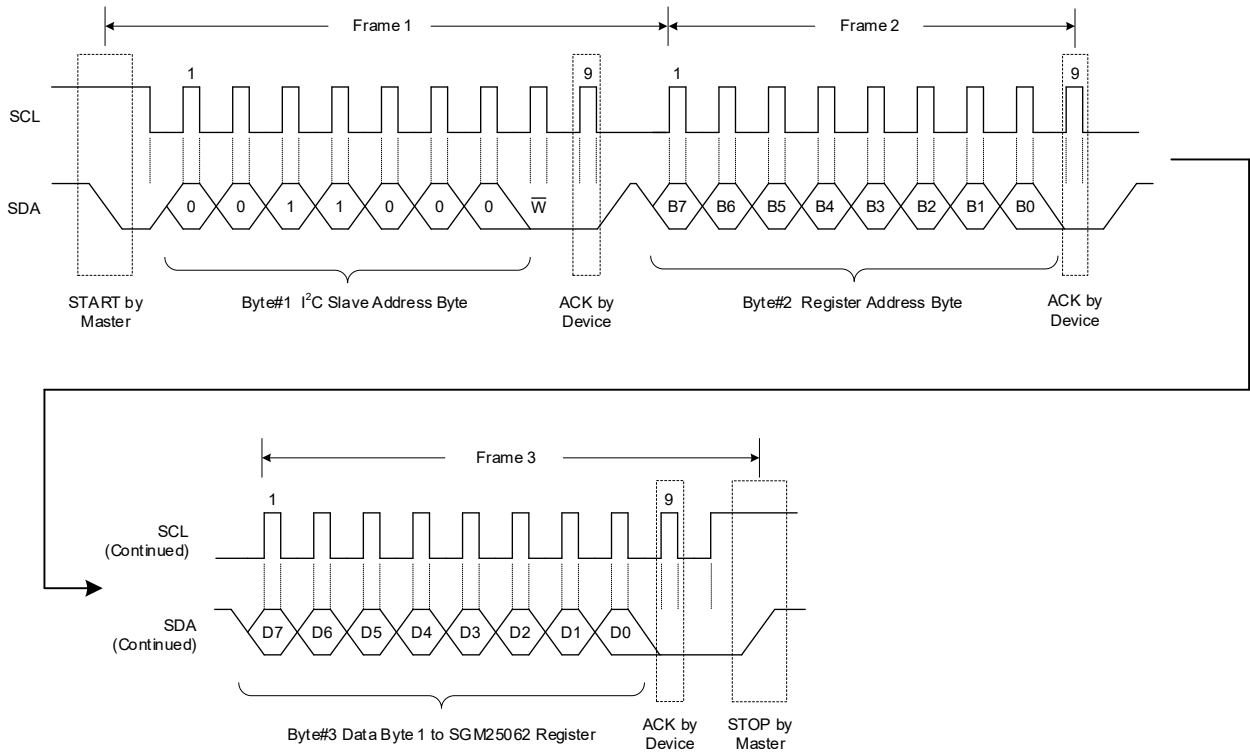 Frame 1
Frame 2
1
9
1
9
SCL
SDA
0 0 1 1 0 0 0 W̅
B7 B6 B5 B4 B3 B2 B1 B0
START by
Master
Byte#1 I²C Slave Address Byte
ACK by
Device
Byte#2 Register Address Byte
ACK by
Device
Frame 3
1
9
SCL
(Continued)
SDA
(Continued)
D7 D6 D5 D4 D3 D2 D1 D0
Byte#3 Data Byte 1 to SGM25062 Register
ACK by
Device
STOP by
Master